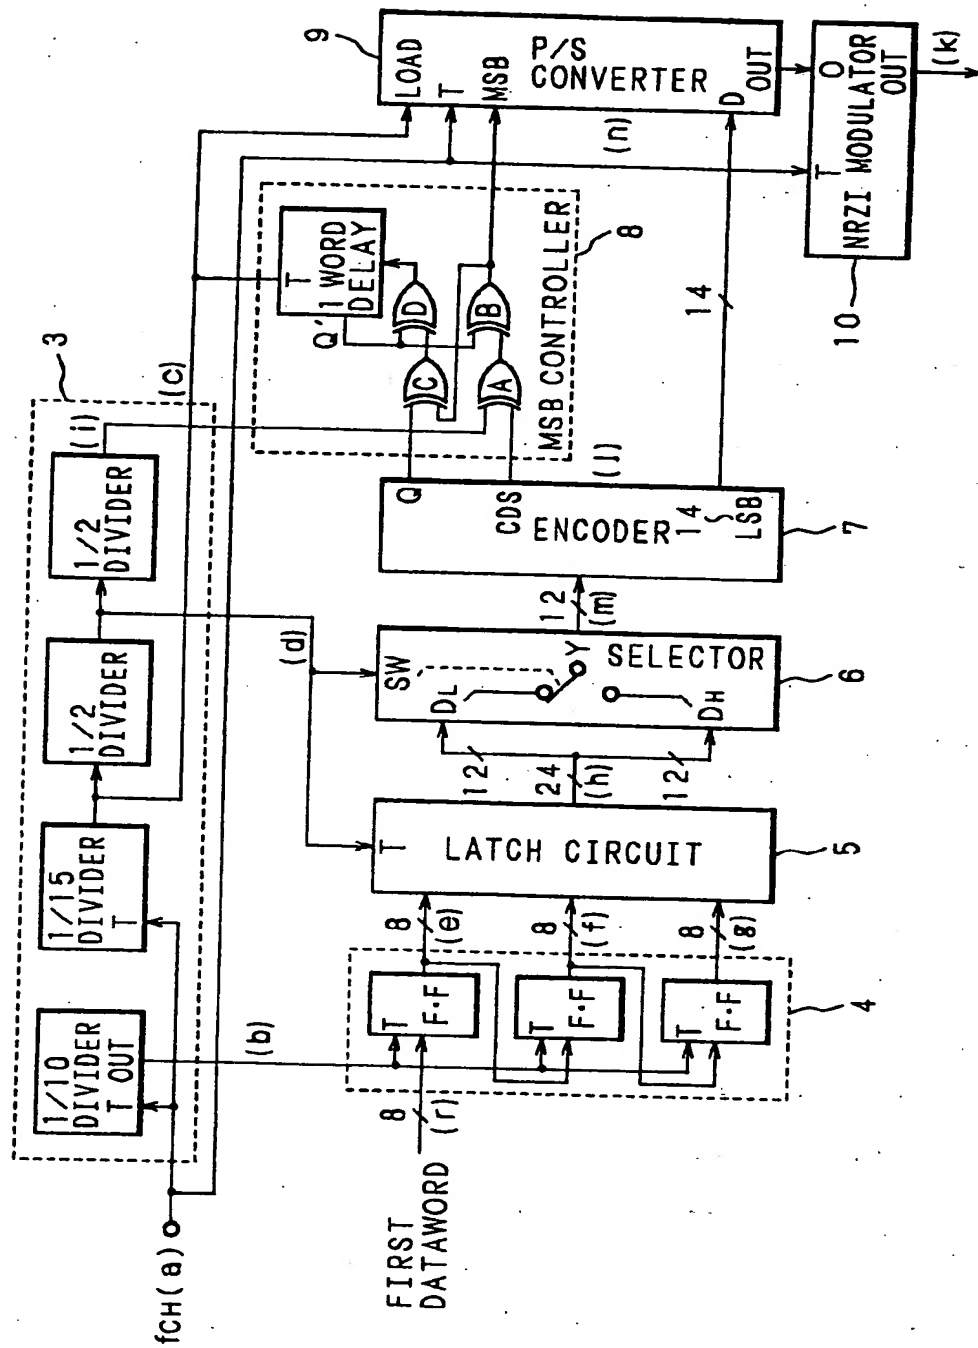 fCH(a)
3
1/10
DIVIDER
T OUT
1/15
DIVIDER
T
1/2
DIVIDER
1/2
DIVIDER
(i)
(b)
(c)
(d)
FIRST
DATAWORD
8
(r)
T
F·F
T
F·F
T
F·F
4
8
(e)
8
(f)
8
(g)
T
LATCH CIRCUIT
5
12
24
(h)
12
SW
DL
Y
SELECTOR
DH
6
12
(m)
Q
CDS
ENCODER
14
LSB
7
(j)
T
Q' 1 WORD
DELAY
C
D
A
B
MSB CONTROLLER
8
14
(n)
9
LOAD
T
MSB
P/S
CONVERTER
D
OUT
T
O
NRZI MODULATOR
OUT
10
(k)